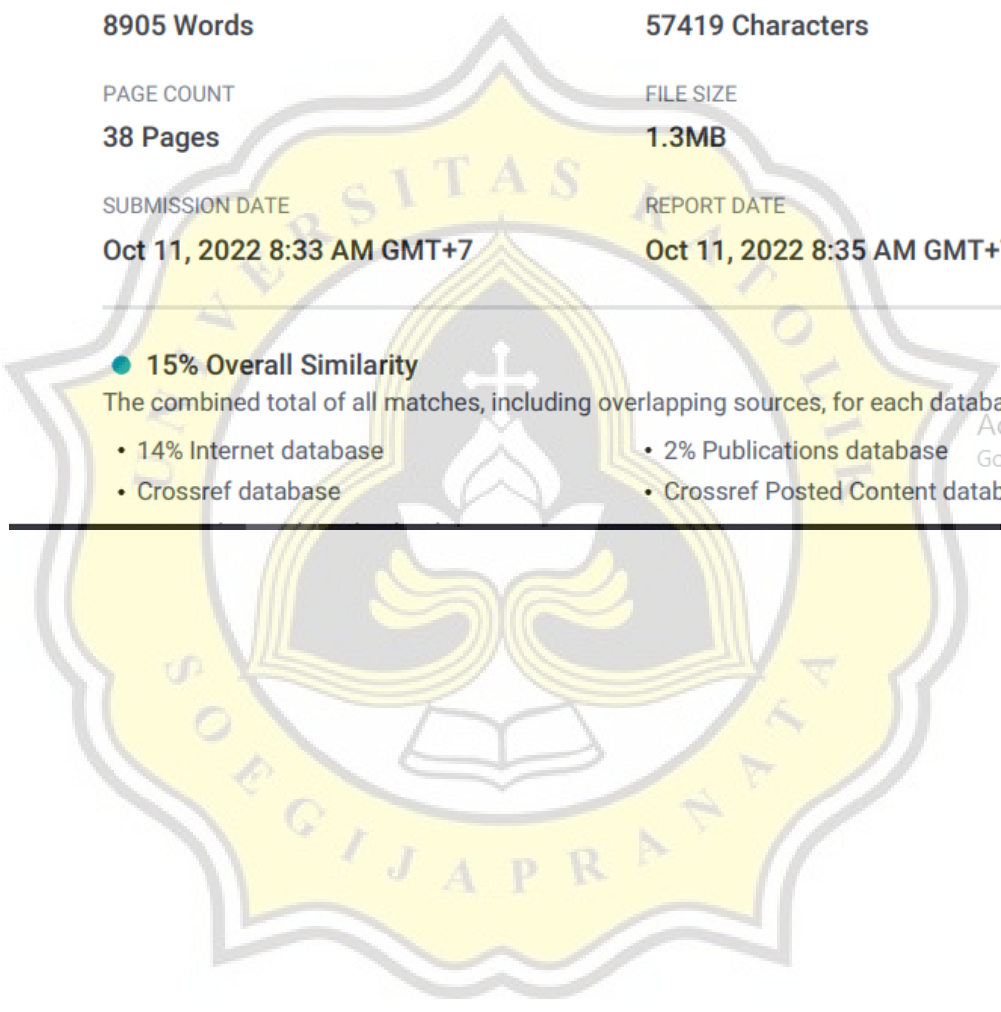 8905 Words 57419 Characters
PAGE COUNT FILE SIZE
38 Pages 1.3MB
SUBMISSION DATE REPORT DATE
Oct 11, 2022 8:33 AM GMT+7 Oct 11, 2022 8:35 AM GMT+
15% Overall Similarity
The combined total of all matches, including overlapping sources, for each databa
• 14% Internet database • 2% Publications database
• Crossref database • Crossref Posted Content datab
UNIVERSITAS KATOLIK
SOEGIJAPRANATA